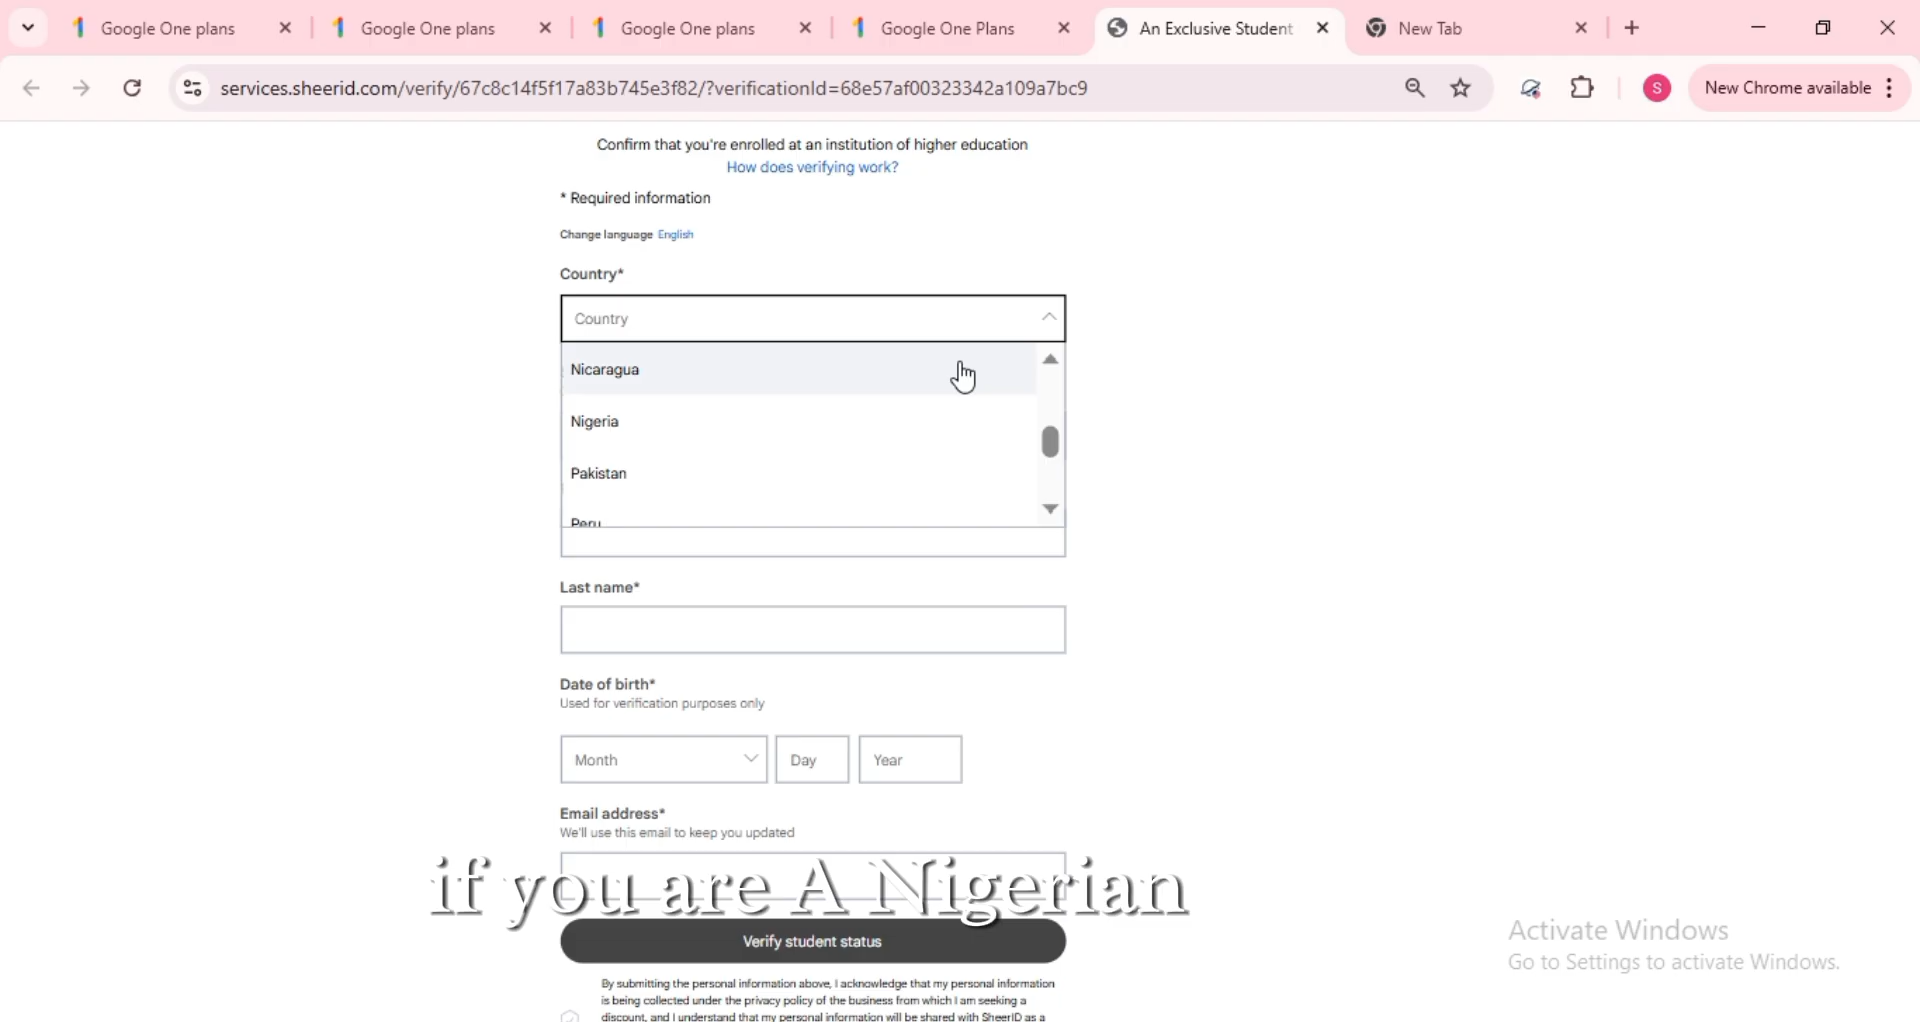 Google One plans
Google One plans
Google One plans
Google One Plans
An Exclusive Student
New Tab
services.sheerid.com/verify/67c8c14f5f17a83b745e3f82/?verificationId=68e57af00323342a109a7bc9
S
New Chrome available
Confirm that you're enrolled at an institution of higher education
How does verifying work?
* Required information
Change language English
Country*
Country
Nicaragua
Nigeria
Pakistan
Peru
Last name*
Date of birth*
Used for verification purposes only
Month
Day
Year
Email address*
We'll use this email to keep you updated
if you are A Nigerian
Verify student status
Activate Windows
Go to Settings to activate Windows.
By submitting the personal information above, I acknowledge that my personal information
is being collected under the privacy policy of the business from which I am seeking a
discount, and I understand that my personal information will be shared with SheerID as a